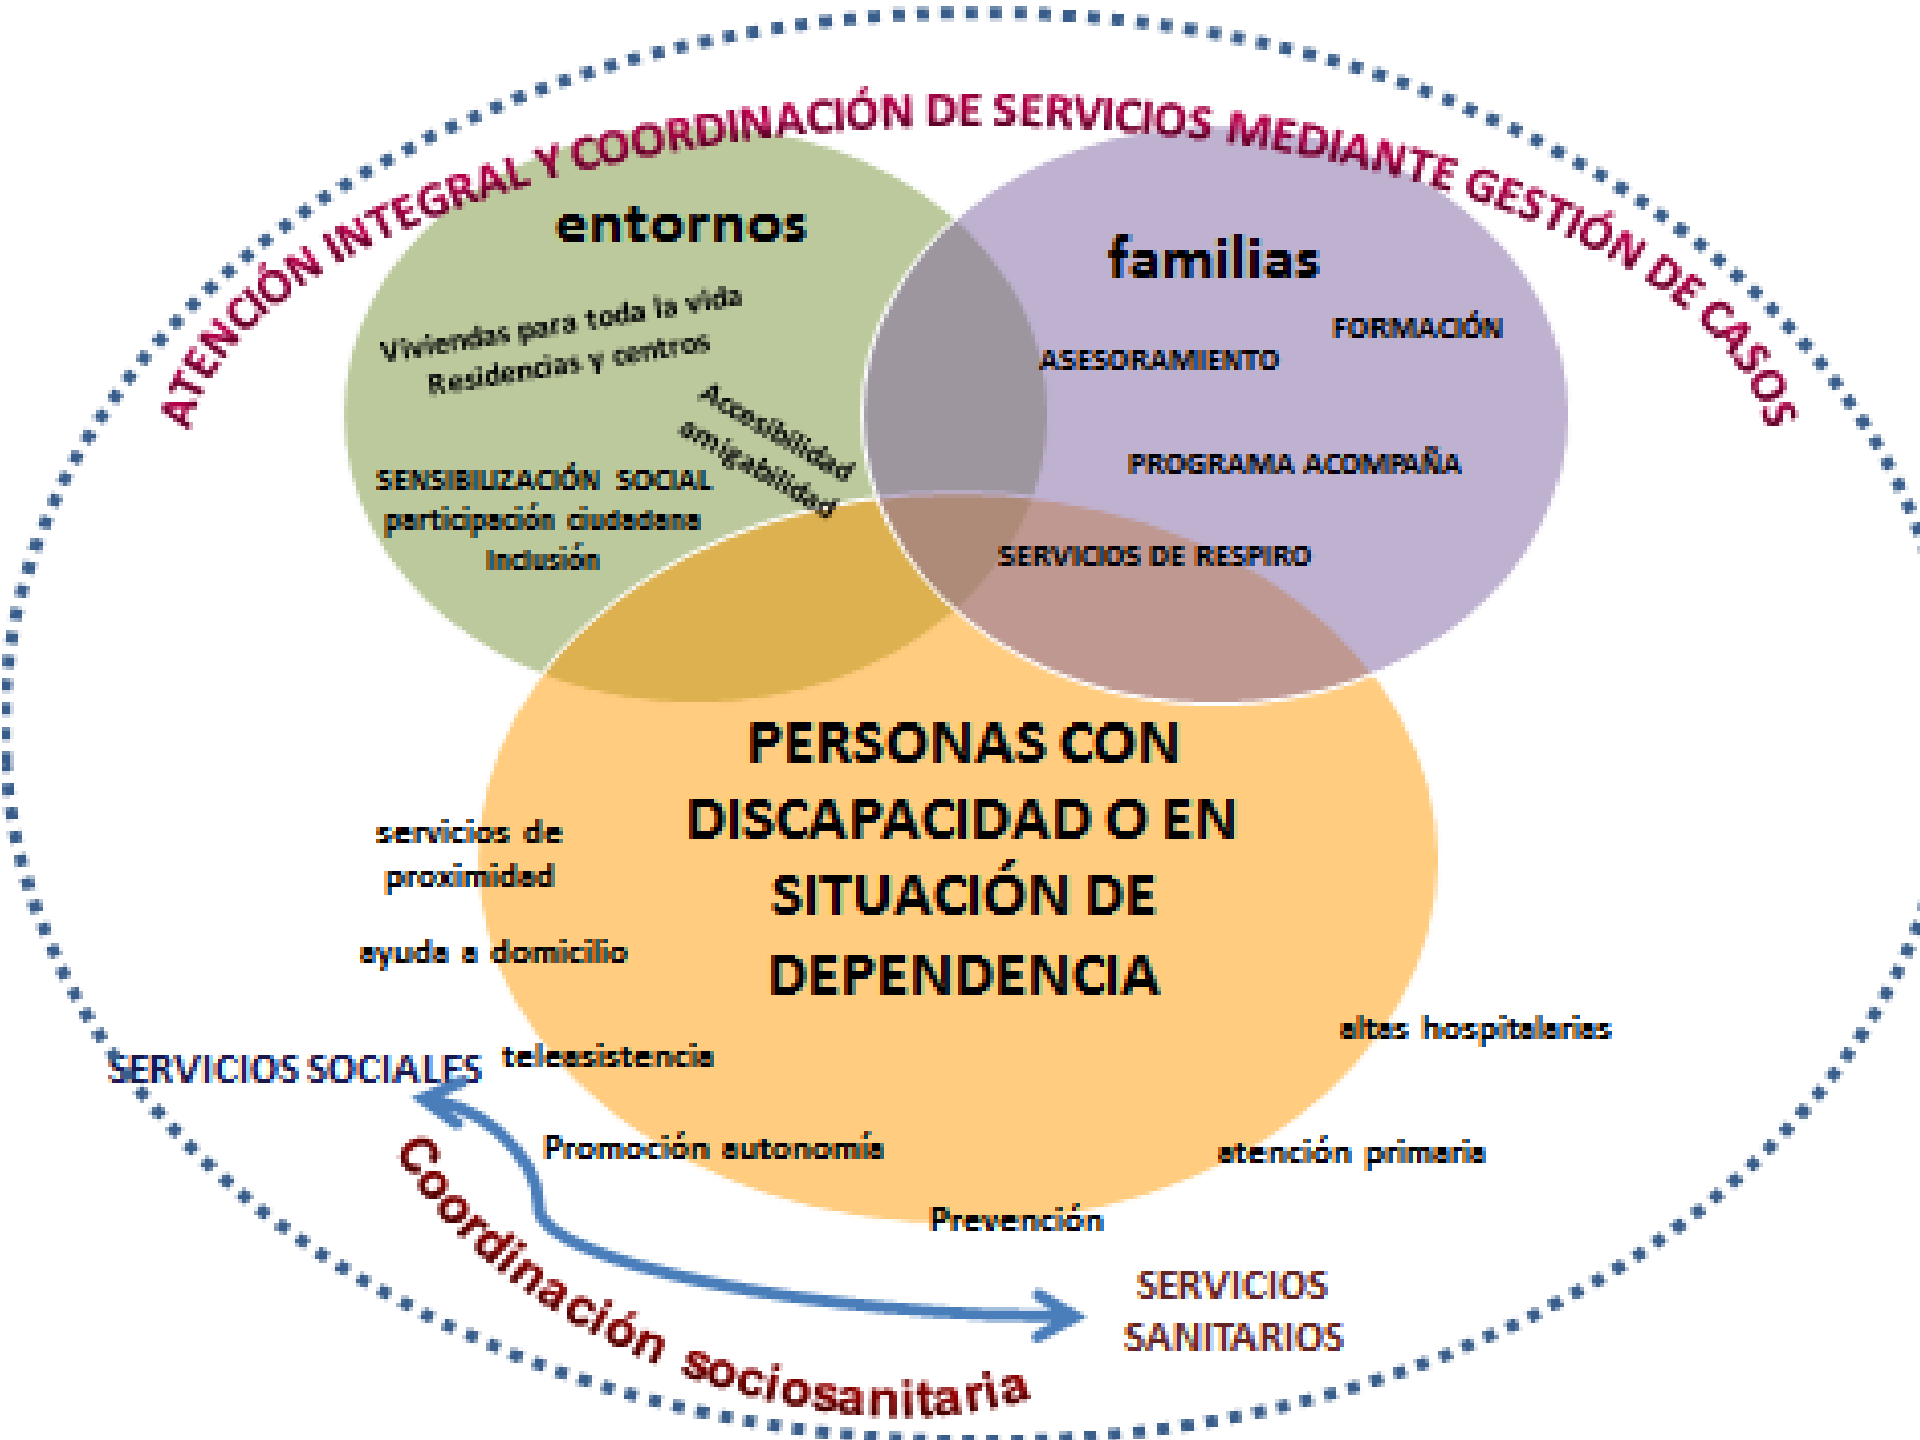 ATENCIÓN INTEGRAL Y COORDINACIÓN DE SERVICIOS MEDIANTE GESTIÓN DE CASOS
entornos
Viviendas para toda la vida
Residencias y centros
Accesibilidad
amigabilidad
SENSIBILIZACIÓN SOCIAL
participación ciudadana
Inclusión
familias
FORMACIÓN
ASESORAMIENTO
PROGRAMA ACOMPAÑA
SERVICIOS DE RESPIRO
PERSONAS CON
DISCAPACIDAD O EN
SITUACIÓN DE
DEPENDENCIA
servicios de
proximidad
ayuda a domicilio
SERVICIOS SOCIALES
teleasistencia
Promoción autonomía
Prevención
altas hospitalarias
atención primaria
SERVICIOS
SANITARIOS
Coordinación sociosanitaria